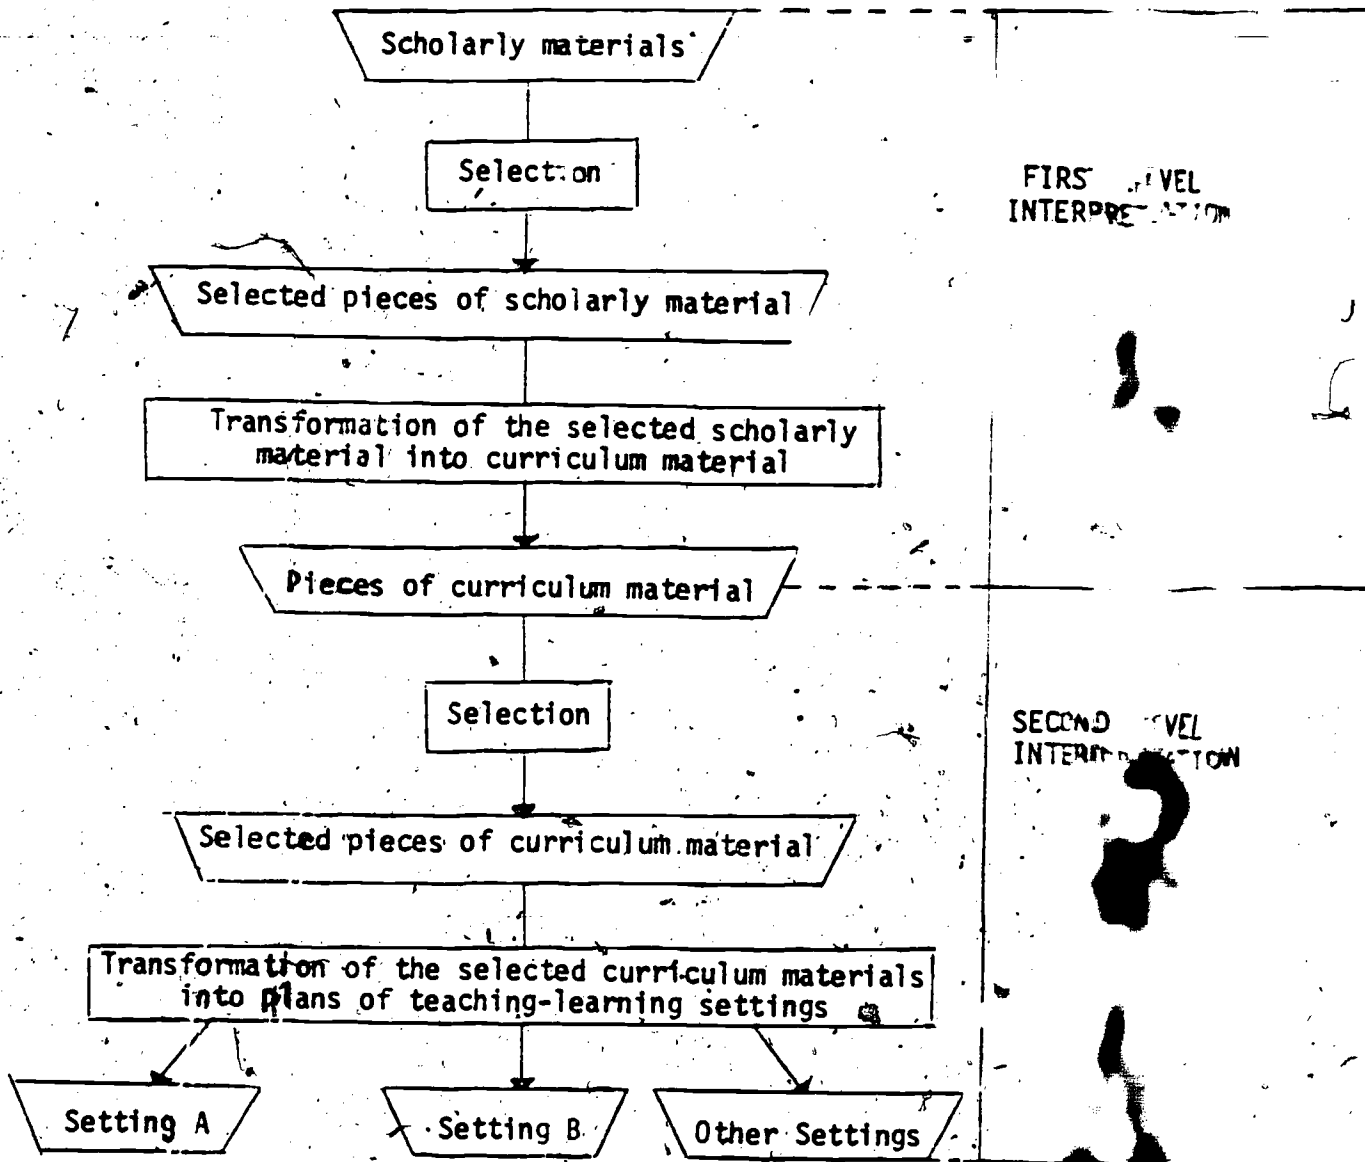 Scholarly materials
Selection
FIRST LEVEL
INTERPRETATION
Selected pieces of scholarly material
Transformation of the selected scholarly
material into curriculum material
Pieces of curriculum material
Selection
SECOND LEVEL
INTERPRETATION
Selected pieces of curriculum material
Transformation of the selected curriculum materials
into plans of teaching-learning settings
Setting A
Setting B
Other Settings